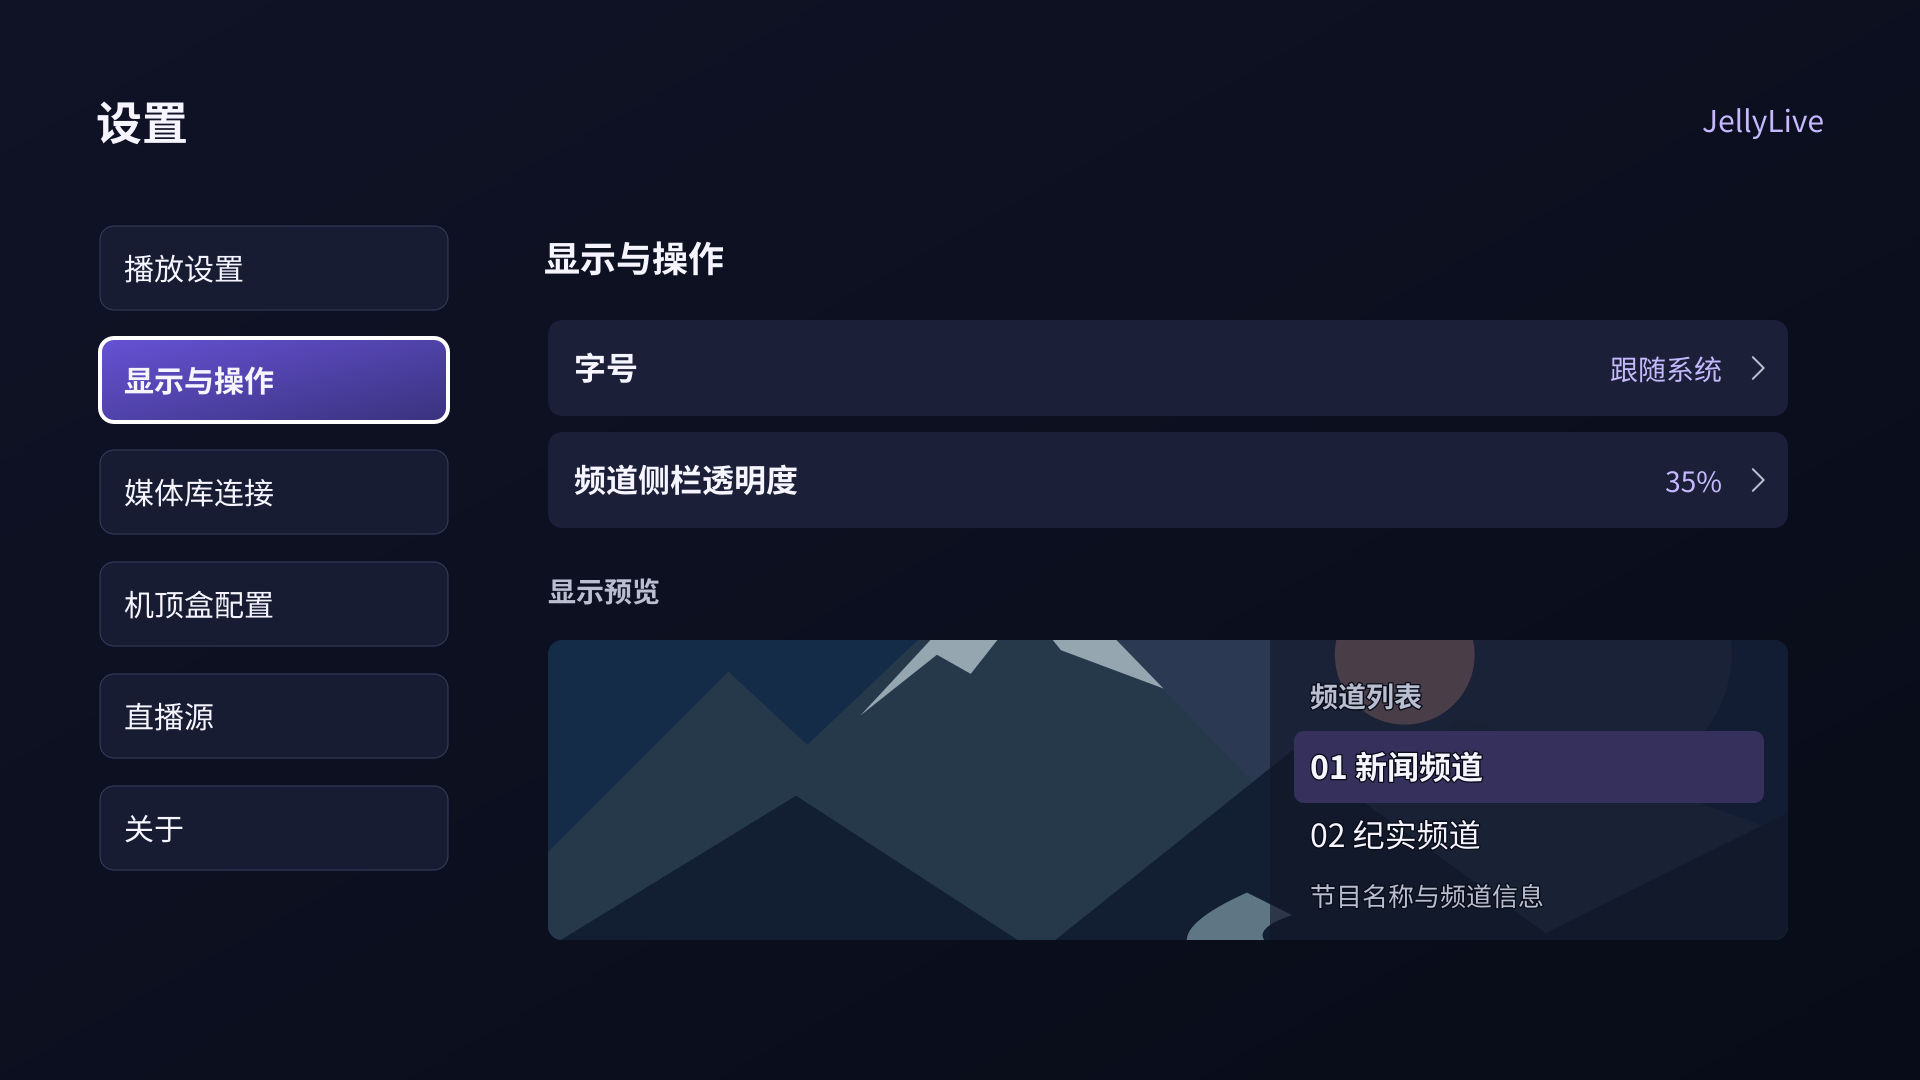 设置
JellyLive
播放设置
显示与操作
媒体库连接
机顶盒配置
直播源
关于
显示与操作
字号
跟随系统
频道侧栏透明度
35%
显示预览
频道列表
01 新闻频道
02 纪实频道
节目名称与频道信息